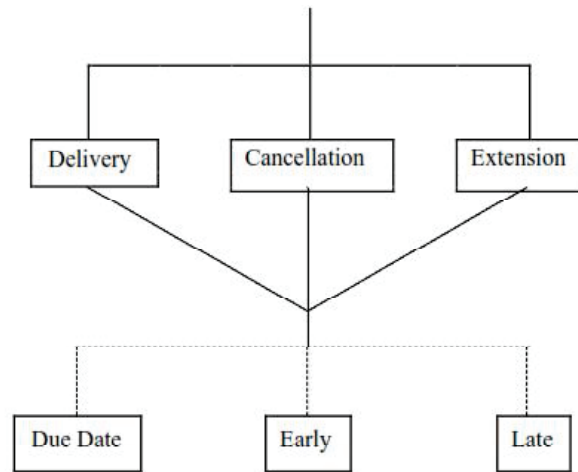 Delivery
Cancellation
Extension
Due Date
Early
Late